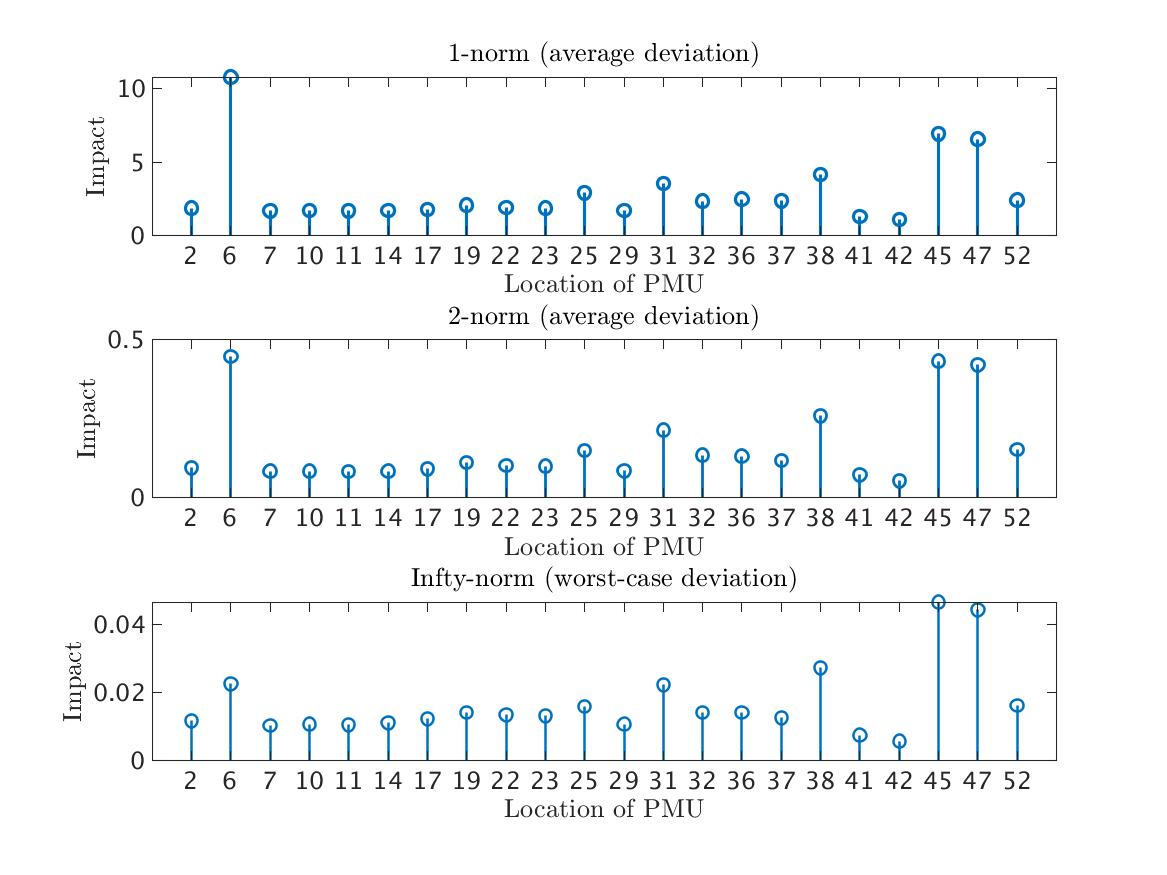 1-norm (average deviation)
10
5
0
Impact
2 6 7 10 11 14 17 19 22 23 25 29 31 32 36 37 38 41 42 45 47 52
Location of PMU
2-norm (average deviation)
0.5
0
Impact
2 6 7 10 11 14 17 19 22 23 25 29 31 32 36 37 38 41 42 45 47 52
Location of PMU
Infty-norm (worst-case deviation)
0.04
0.02
0
Impact
2 6 7 10 11 14 17 19 22 23 25 29 31 32 36 37 38 41 42 45 47 52
Location of PMU